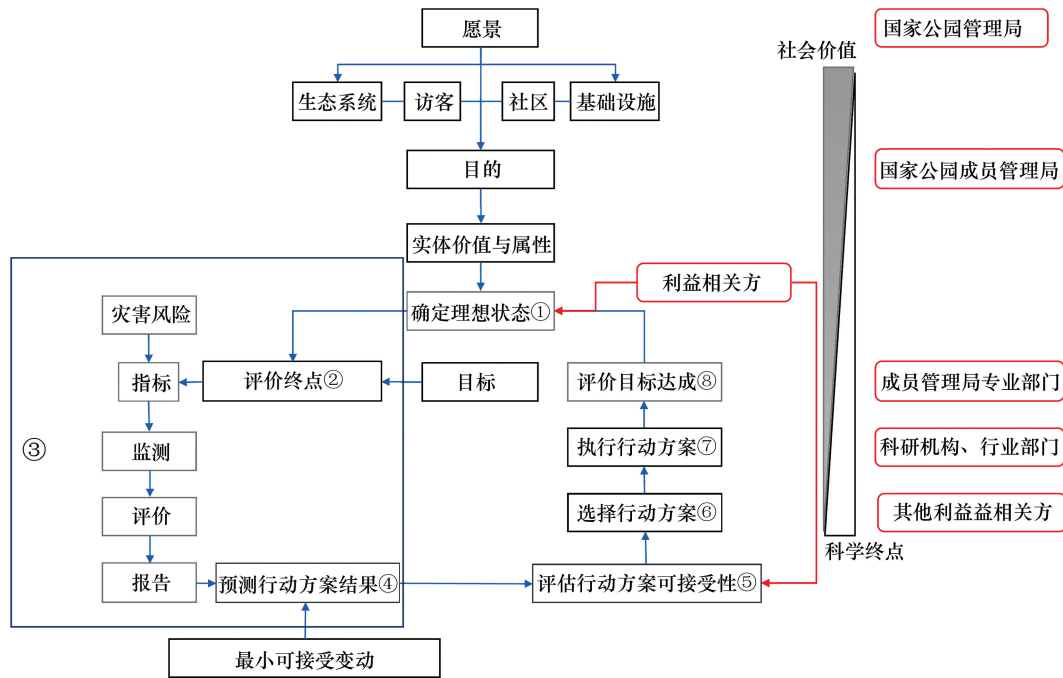 愿景
国家公园管理局
社会价值
生态系统
访客
社区
基础设施
目的
国家公园成员管理局
实体价值与属性
利益相关方
灾害风险
确定理想状态①
指标
评价终点②
目标
评价目标达成⑧
成员管理局专业部门
③
监测
执行行动方案⑦
科研机构、行业部门
评价
选择行动方案⑥
其他利益益相关方
科学终点
报告
预测行动方案结果④
评估行动方案可接受性⑤
最小可接受变动